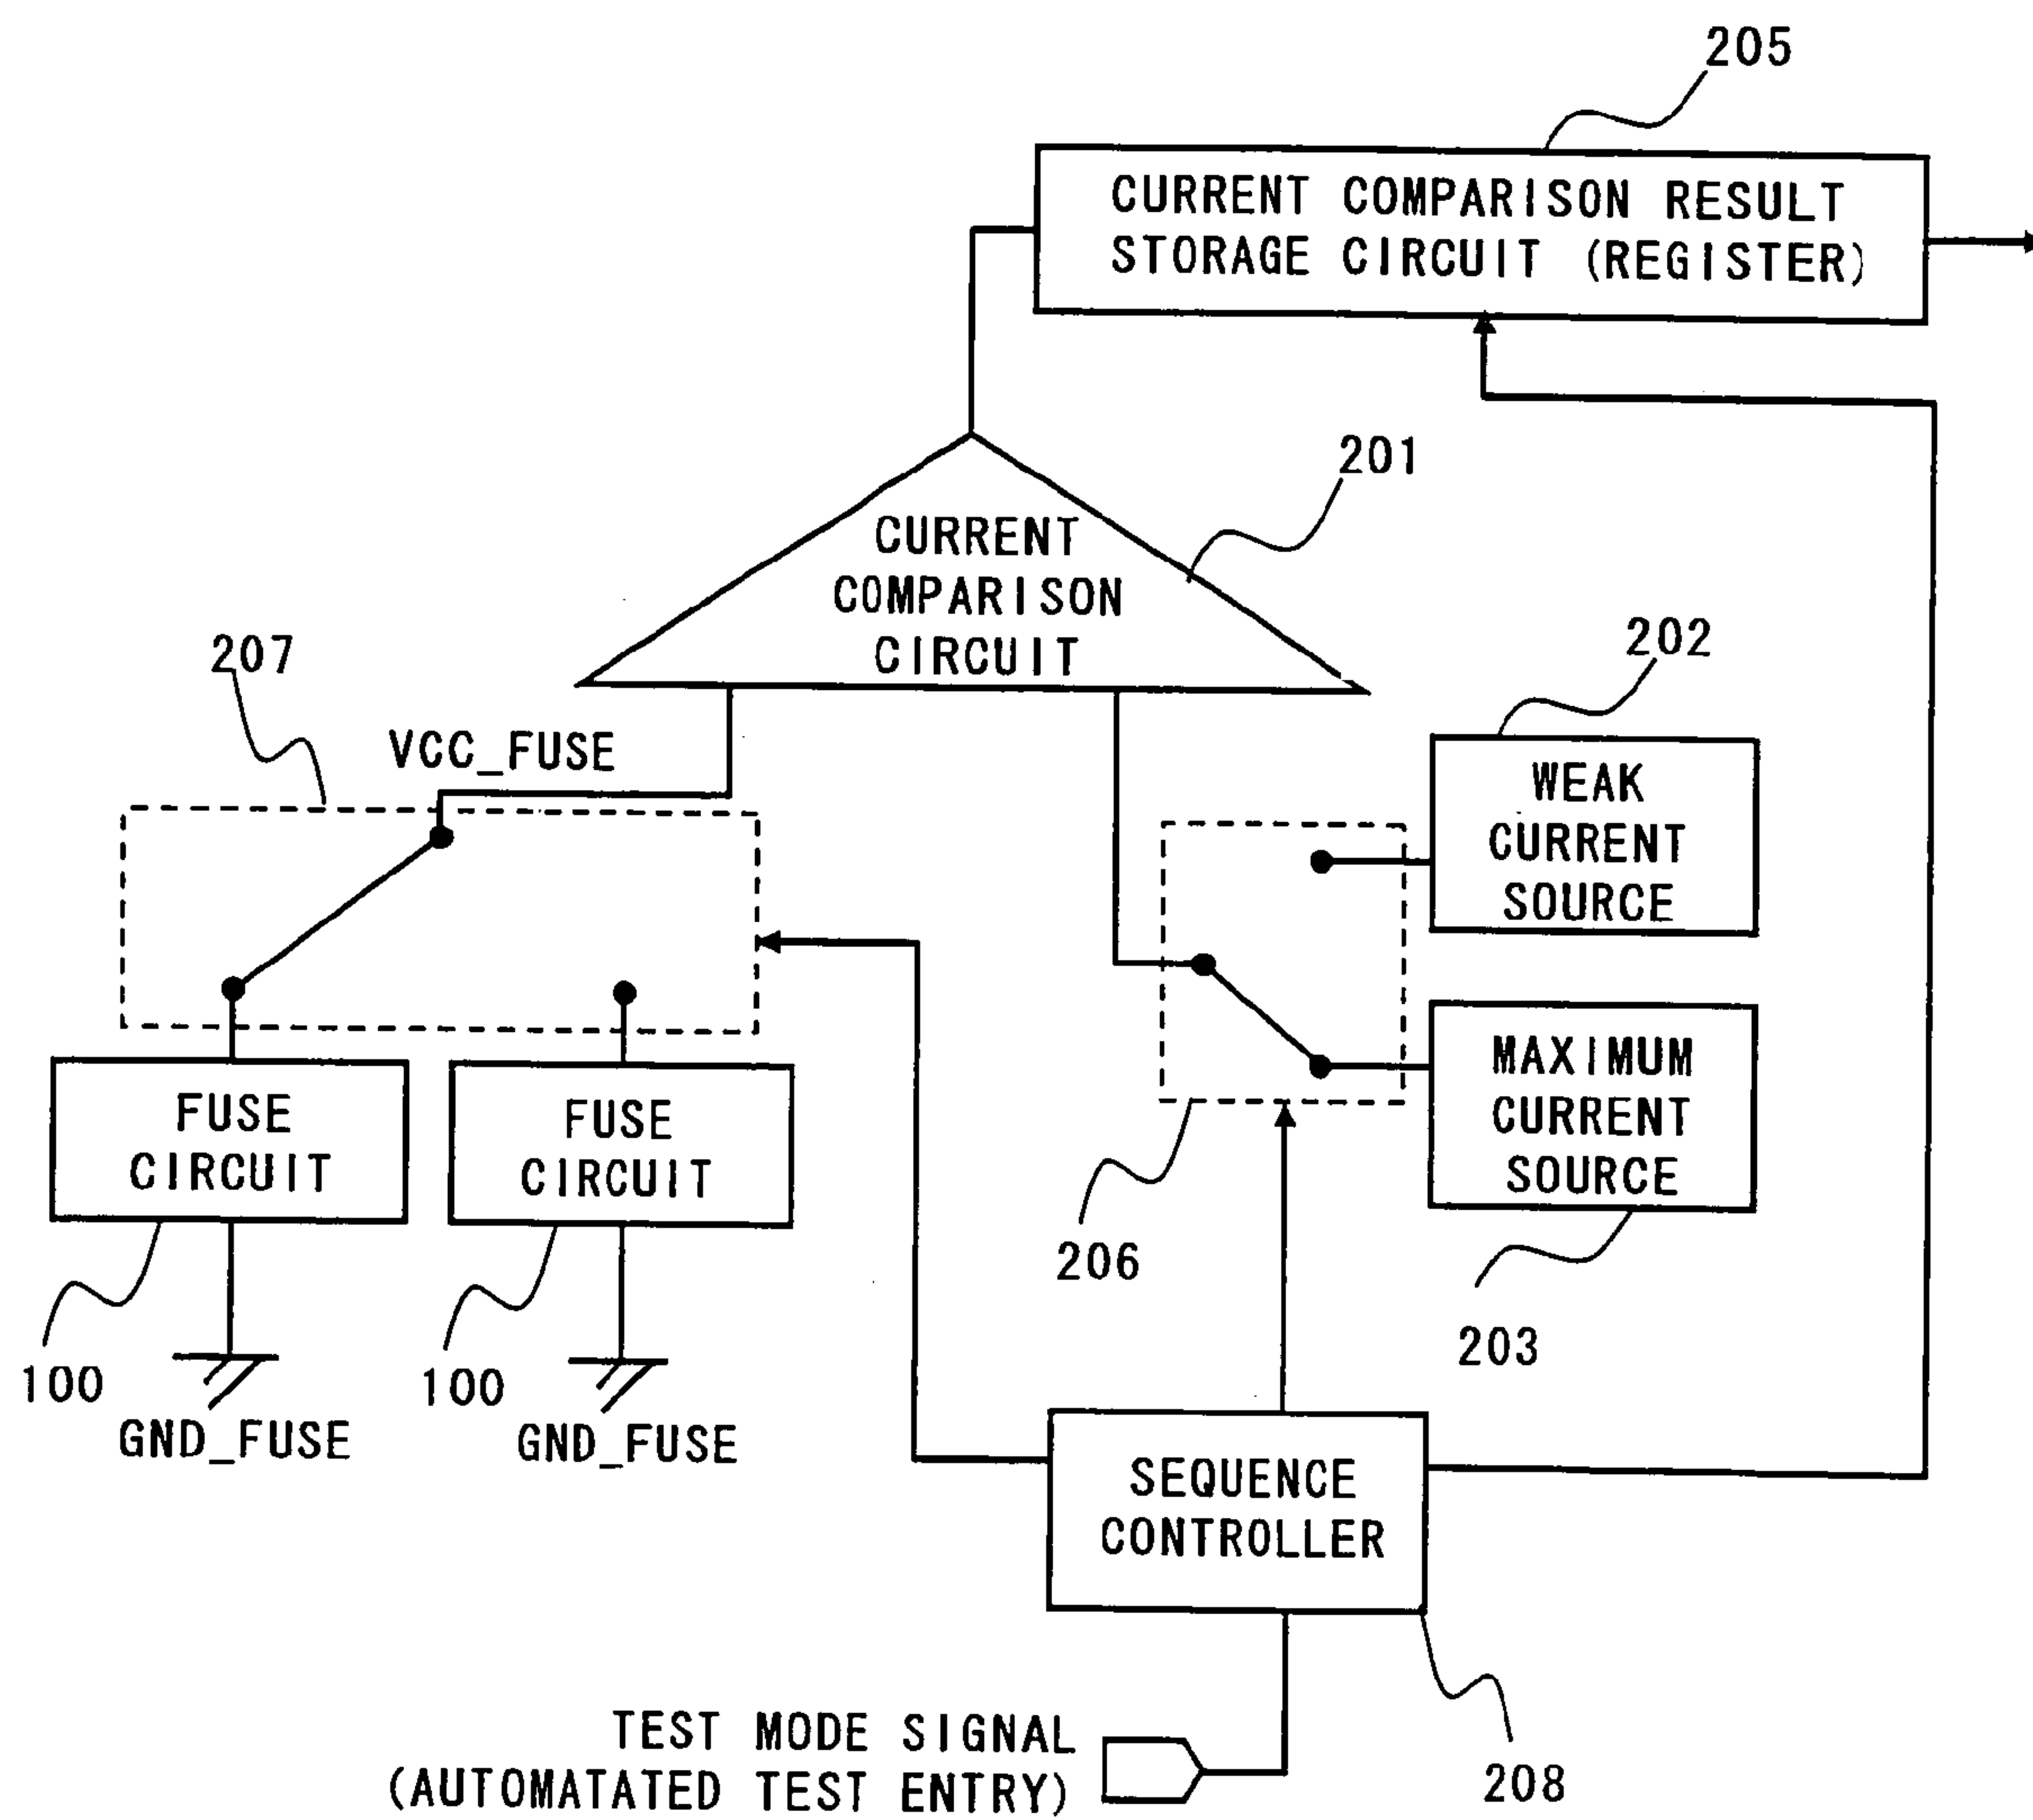 205
CURRENT COMPARISON RESULT
STORAGE CIRCUIT (REGISTER)
201
CURRENT
COMPARISON
CIRCUIT
207
VCC_FUSE
202
WEAK
CURRENT
SOURCE
FUSE
CIRCUIT
FUSE
CIRCUIT
MAXIMUM
CURRENT
SOURCE
206
203
100
100
GND_FUSE
GND_FUSE
SEQUENCE
CONTROLLER
TEST MODE SIGNAL
(AUTOMATATED TEST ENTRY)
208